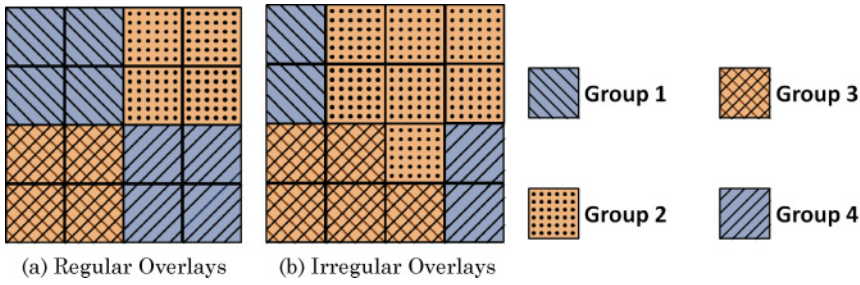 Group 1
Group 3
Group 2
Group 4
(a) Regular Overlays
(b) Irregular Overlays